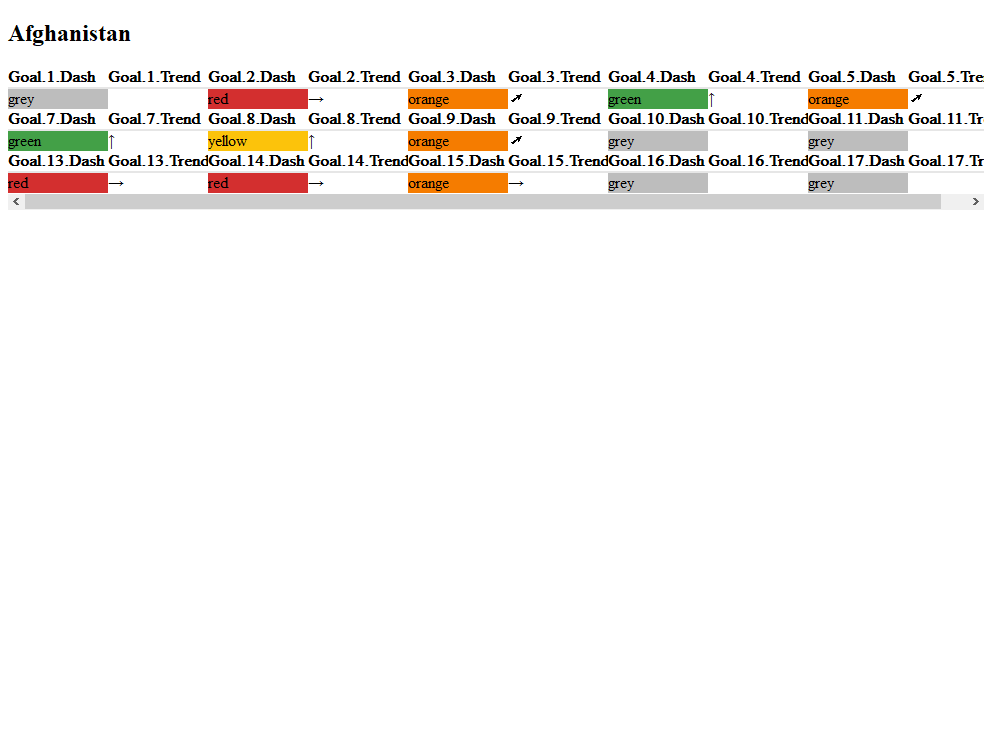 Afghanistan
Goal.1.Dash Goal.1.Trend Goal.2.Dash Goal.2.Trend Goal.3.Dash Goal.3.Trend Goal.4.Dash Goal.4.Trend Goal.5.Dash Goal.5.Tre
grey red → orange ↗ green ↑ orange ↗
Goal.7.Dash Goal.7.Trend Goal.8.Dash Goal.8.Trend Goal.9.Dash Goal.9.Trend Goal.10.Dash Goal.10.Trend Goal.11.Dash Goal.11.Tr
green ↑ yellow ↑ orange ↗ grey grey
Goal.13.Dash Goal.13.Trend Goal.14.Dash Goal.14.Trend Goal.15.Dash Goal.15.Trend Goal.16.Dash Goal.16.Trend Goal.17.Dash Goal.17.Tr
red → red → orange → grey grey